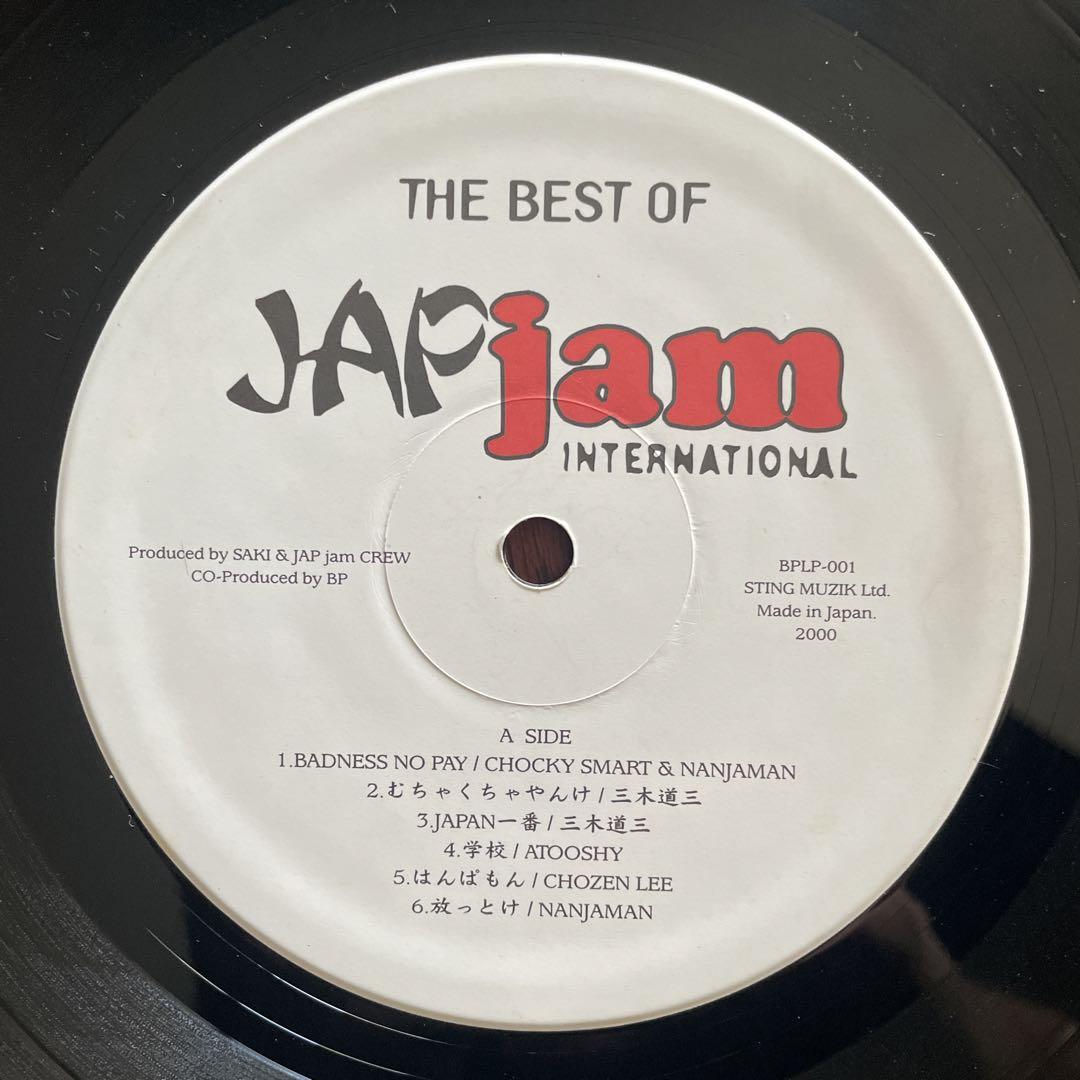 THE BEST OF
JAPjam
INTERNATIONAL
Produced by SAKI & JAP jam CREW
CO-Produced by BP
BPLP-001
STING MUZIK Ltd.
Made in Japan.
2000
A SIDE
1.BADNESS NO PAY / CHOCKY SMART & NANJAMAN
2.むちゃくちゃやんけ / 三木道三
3.JAPAN一番 / 三木道三
4.学校 / ATOOSHY
5.はんぱもん / CHOZEN LEE
6.放っとけ / NANJAMAN